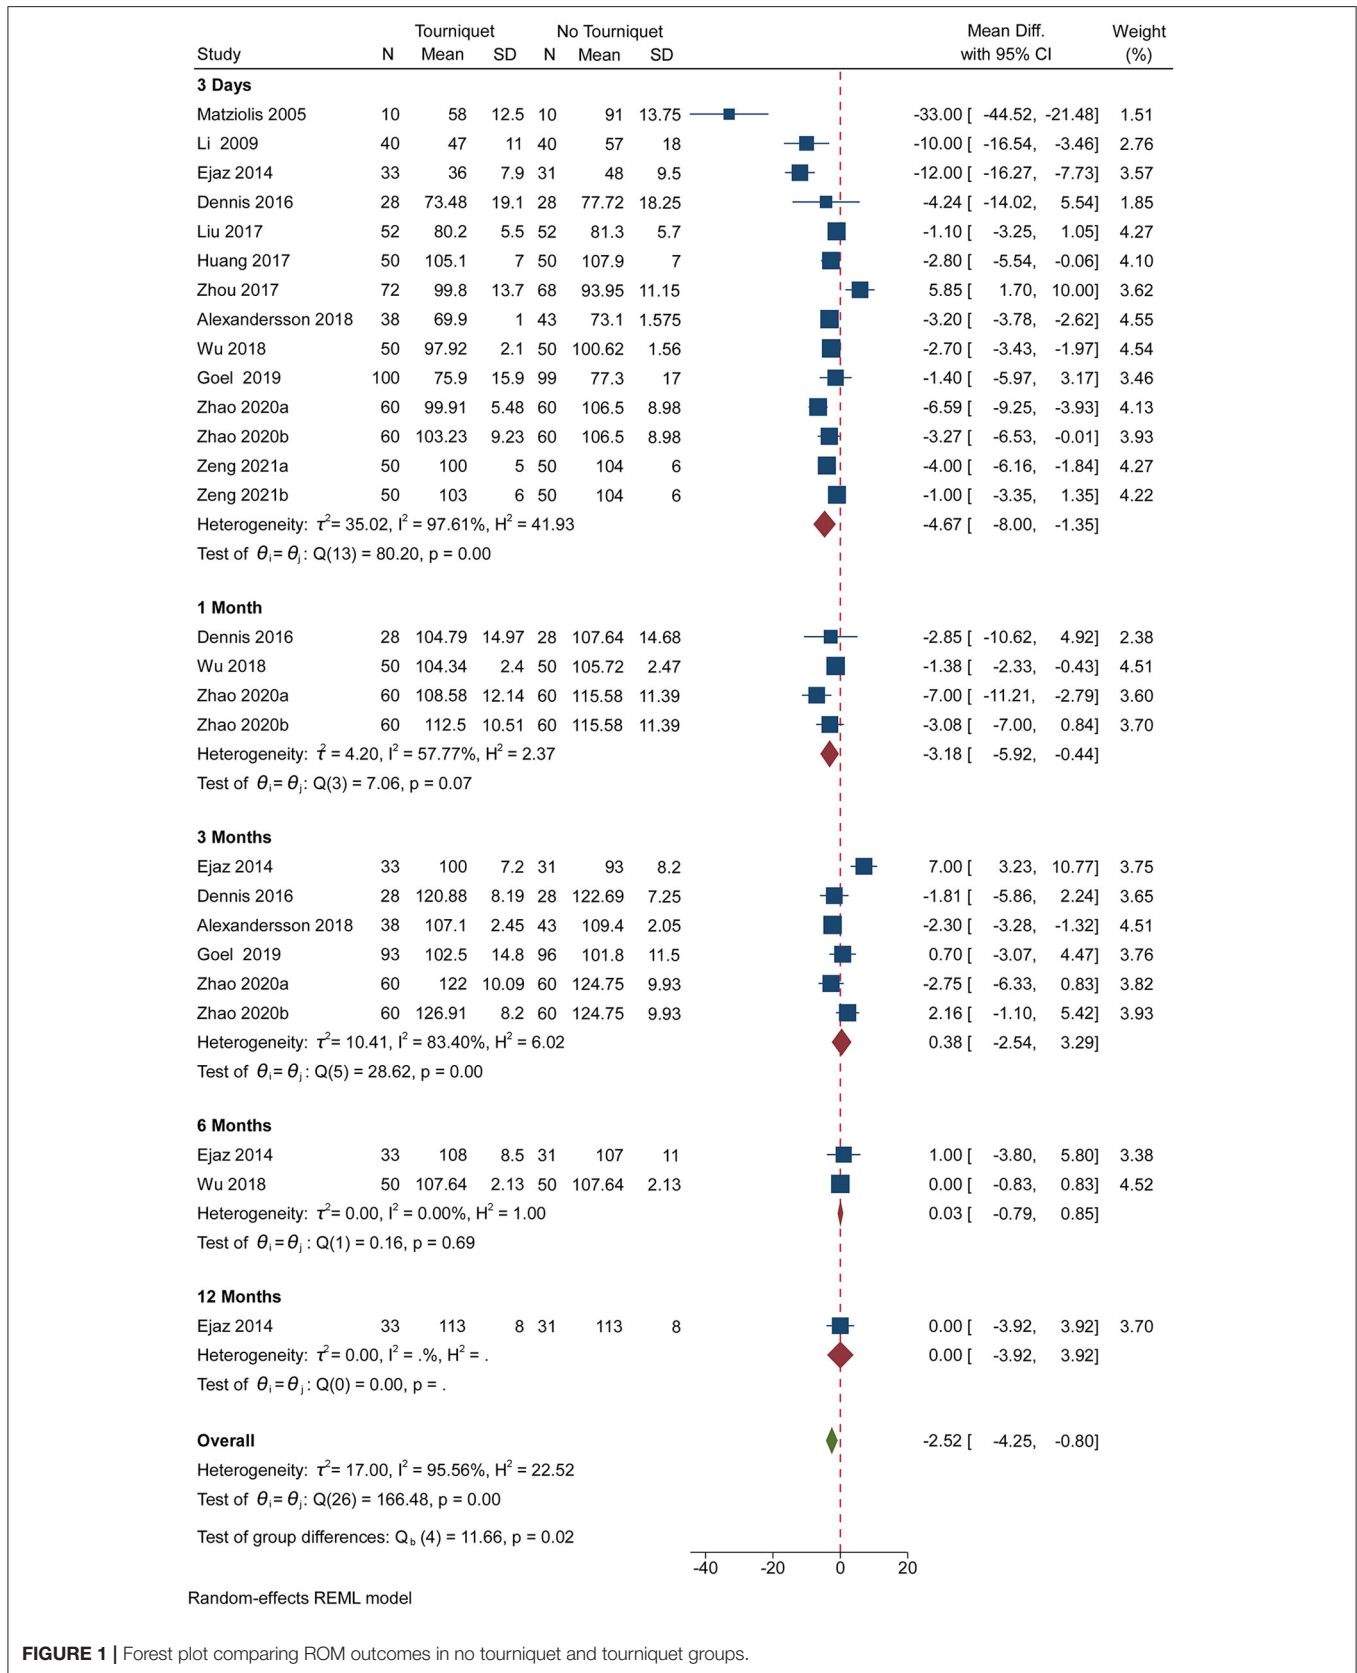 Tourniquet No Tourniquet Mean Diff. Weight
Study N Mean SD N Mean SD with 95% CI (%)
3 Days
Matziolis 2005 10 58 12.5 10 91 13.75 -33.00 [ -44.52, -21.48] 1.51
Li 2009 40 47 11 40 57 18 -10.00 [ -16.54, -3.46] 2.76
Ejaz 2014 33 36 7.9 31 48 9.5 -12.00 [ -16.27, -7.73] 3.57
Dennis 2016 28 73.48 19.1 28 77.72 18.25 -4.24 [ -14.02, 5.54] 1.85
Liu 2017 52 80.2 5.5 52 81.3 5.7 -1.10 [ -3.25, 1.05] 4.27
Huang 2017 50 105.1 7 50 107.9 7 -2.80 [ -5.54, -0.06] 4.10
Zhou 2017 72 99.8 13.7 68 93.95 11.15 5.85 [ 1.70, 10.00] 3.62
Alexandersson 2018 38 69.9 1 43 73.1 1.575 -3.20 [ -3.78, -2.62] 4.55
Wu 2018 50 97.92 2.1 50 100.62 1.56 -2.70 [ -3.43, -1.97] 4.54
Goel 2019 100 75.9 15.9 99 77.3 17 -1.40 [ -5.97, 3.17] 3.46
Zhao 2020a 60 99.91 5.48 60 106.5 8.98 -6.59 [ -9.25, -3.93] 4.13
Zhao 2020b 60 103.23 9.23 60 106.5 8.98 -3.27 [ -6.53, -0.01] 3.93
Zeng 2021a 50 100 5 50 104 6 -4.00 [ -6.16, -1.84] 4.27
Zeng 2021b 50 103 6 50 104 6 -1.00 [ -3.35, 1.35] 4.22
Heterogeneity: τ²= 35.02, I² = 97.61%, H² = 41.93 -4.67 [ -8.00, -1.35]
Test of θi = θj : Q(13) = 80.20, p = 0.00
1 Month
Dennis 2016 28 104.79 14.97 28 107.64 14.68 -2.85 [ -10.62, 4.92] 2.38
Wu 2018 50 104.34 2.4 50 105.72 2.47 -1.38 [ -2.33, -0.43] 4.51
Zhao 2020a 60 108.58 12.14 60 115.58 11.39 -7.00 [ -11.21, -2.79] 3.60
Zhao 2020b 60 112.5 10.51 60 115.58 11.39 -3.08 [ -7.00, 0.84] 3.70
Heterogeneity: τ² = 4.20, I² = 57.77%, H² = 2.37 -3.18 [ -5.92, -0.44]
Test of θi = θj: Q(3) = 7.06, p = 0.07
3 Months
Ejaz 2014 33 100 7.2 31 93 8.2 7.00 [ 3.23, 10.77] 3.75
Dennis 2016 28 120.88 8.19 28 122.69 7.25 -1.81 [ -5.86, 2.24] 3.65
Alexandersson 2018 38 107.1 2.45 43 109.4 2.05 -2.30 [ -3.28, -1.32] 4.51
Goel 2019 93 102.5 14.8 96 101.8 11.5 0.70 [ -3.07, 4.47] 3.76
Zhao 2020a 60 122 10.09 60 124.75 9.93 -2.75 [ -6.33, 0.83] 3.82
Zhao 2020b 60 126.91 8.2 60 124.75 9.93 2.16 [ -1.10, 5.42] 3.93
Heterogeneity: τ²= 10.41, I² = 83.40%, H² = 6.02 0.38 [ -2.54, 3.29]
Test of θi = θj : Q(5) = 28.62, p = 0.00
6 Months
Ejaz 2014 33 108 8.5 31 107 11 1.00 [ -3.80, 5.80] 3.38
Wu 2018 50 107.64 2.13 50 107.64 2.13 0.00 [ -0.83, 0.83] 4.52
Heterogeneity: τ²= 0.00, I² = 0.00%, H² = 1.00 0.03 [ -0.79, 0.85]
Test of θi = θj : Q(1) = 0.16, p = 0.69
12 Months
Ejaz 2014 33 113 8 31 113 8 0.00 [ -3.92, 3.92] 3.70
Heterogeneity: τ²= 0.00, I² = .%, H² = . 0.00 [ -3.92, 3.92]
Test of θi = θj : Q(0) = 0.00, p = .
Overall -2.52 [ -4.25, -0.80]
Heterogeneity: τ²= 17.00, I² = 95.56%, H² = 22.52
Test of θi = θj: Q(26) = 166.48, p = 0.00
Test of group differences: Qb (4) = 11.66, p = 0.02
-40 -20 0 20
Random-effects REML model
FIGURE 1 | Forest plot comparing ROM outcomes in no tourniquet and tourniquet groups.